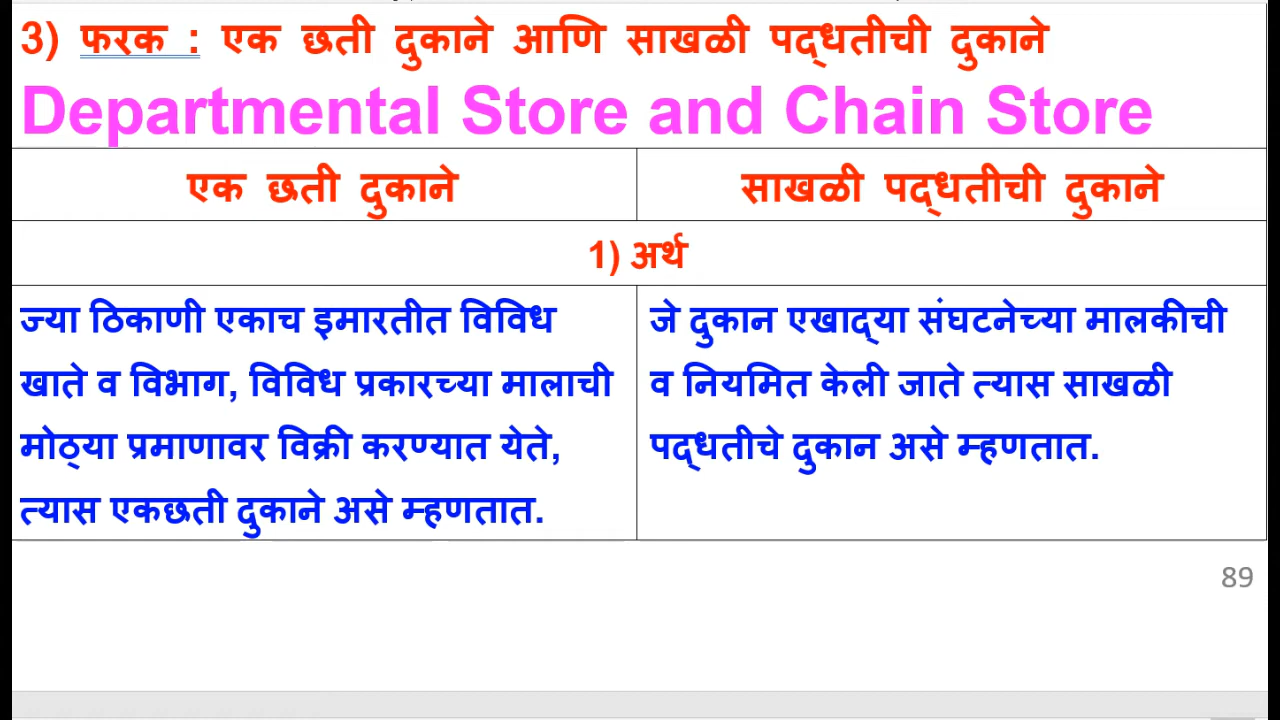 3) फरक : एक छती दुकाने आणि साखळी पद्धतीची दुकाने
Departmental Store and Chain Store
एक छती दुकाने
साखळी पद्धतीची दुकाने
1) अर्थ
ज्या ठिकाणी एकाच इमारतीत विविध
खाते व विभाग, विविध प्रकारच्या मालाची
मोठ्या प्रमाणावर विक्री करण्यात येते,
त्यास एकछती दुकाने असे म्हणतात.
जे दुकान एखाद्या संघटनेच्या मालकीची
व नियमित केली जाते त्यास साखळी
पद्धतीचे दुकान असे म्हणतात.
89